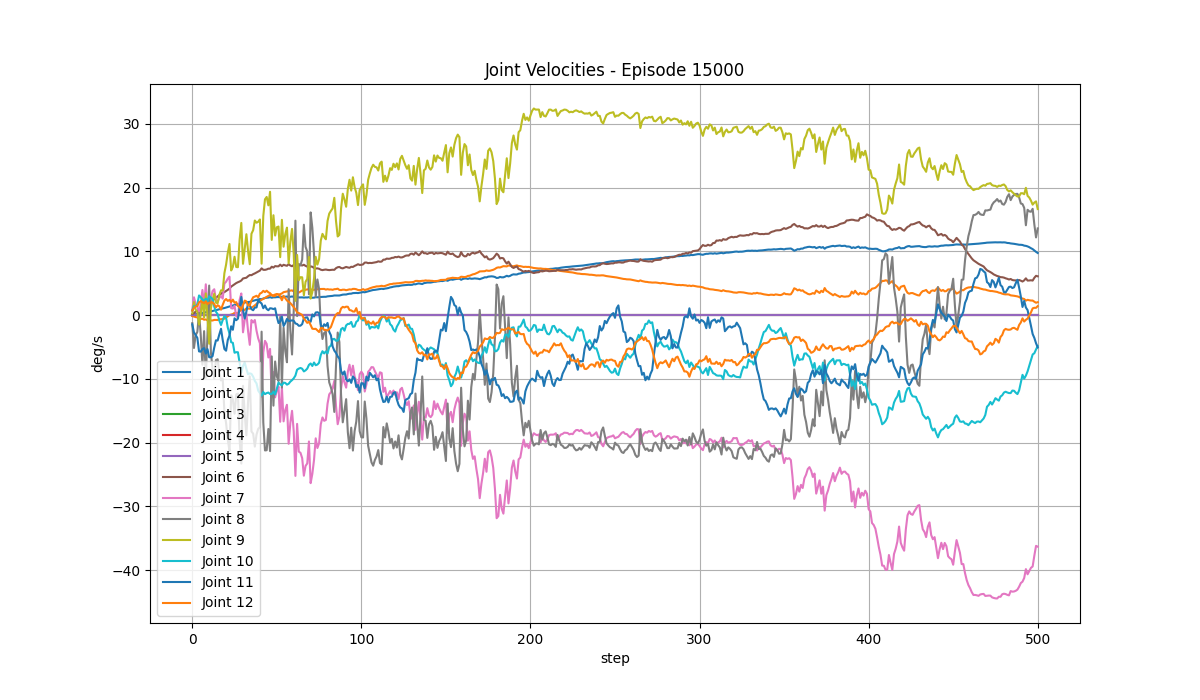 Joint Velocities - Episode 15000
deg/s
30
20
10
0
−10
−20
−30
−40
Joint 1
Joint 2
Joint 3
Joint 4
Joint 5
Joint 6
Joint 7
Joint 8
Joint 9
Joint 10
Joint 11
Joint 12
0 100 200 300 400 500
step